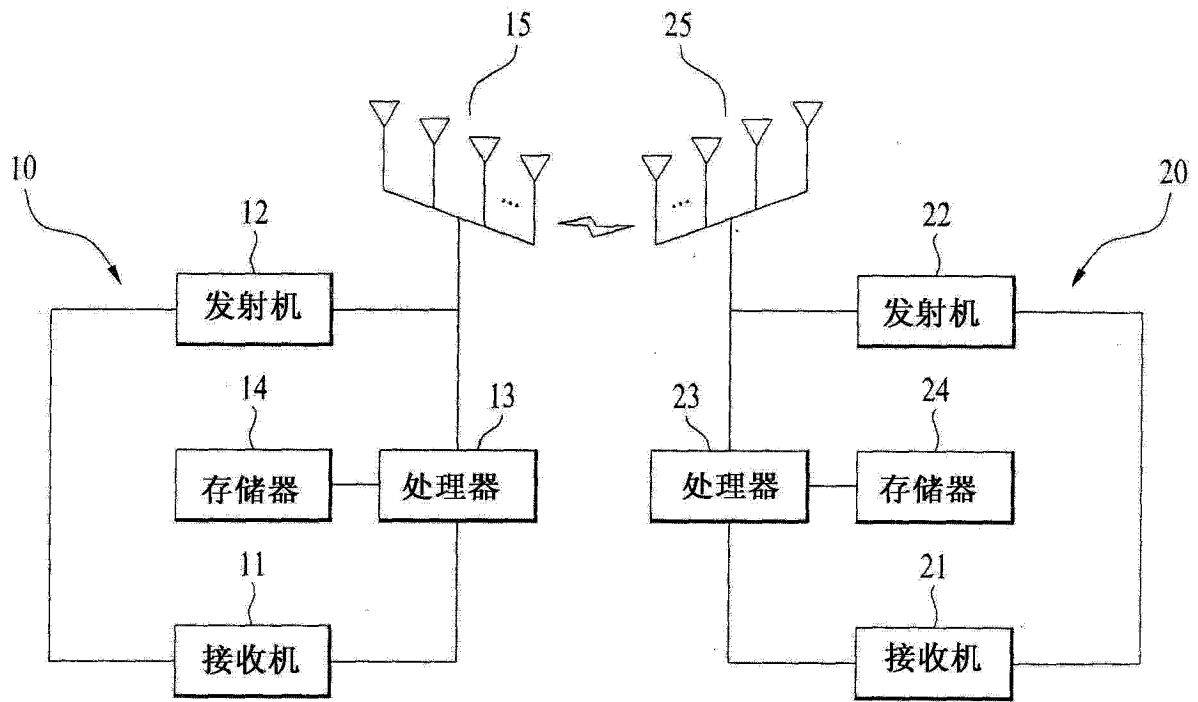 15 25
10 20
12 22
发射机 发射机
14 13 23 24
存储器 处理器 处理器 存储器
11 21
接收机 接收机